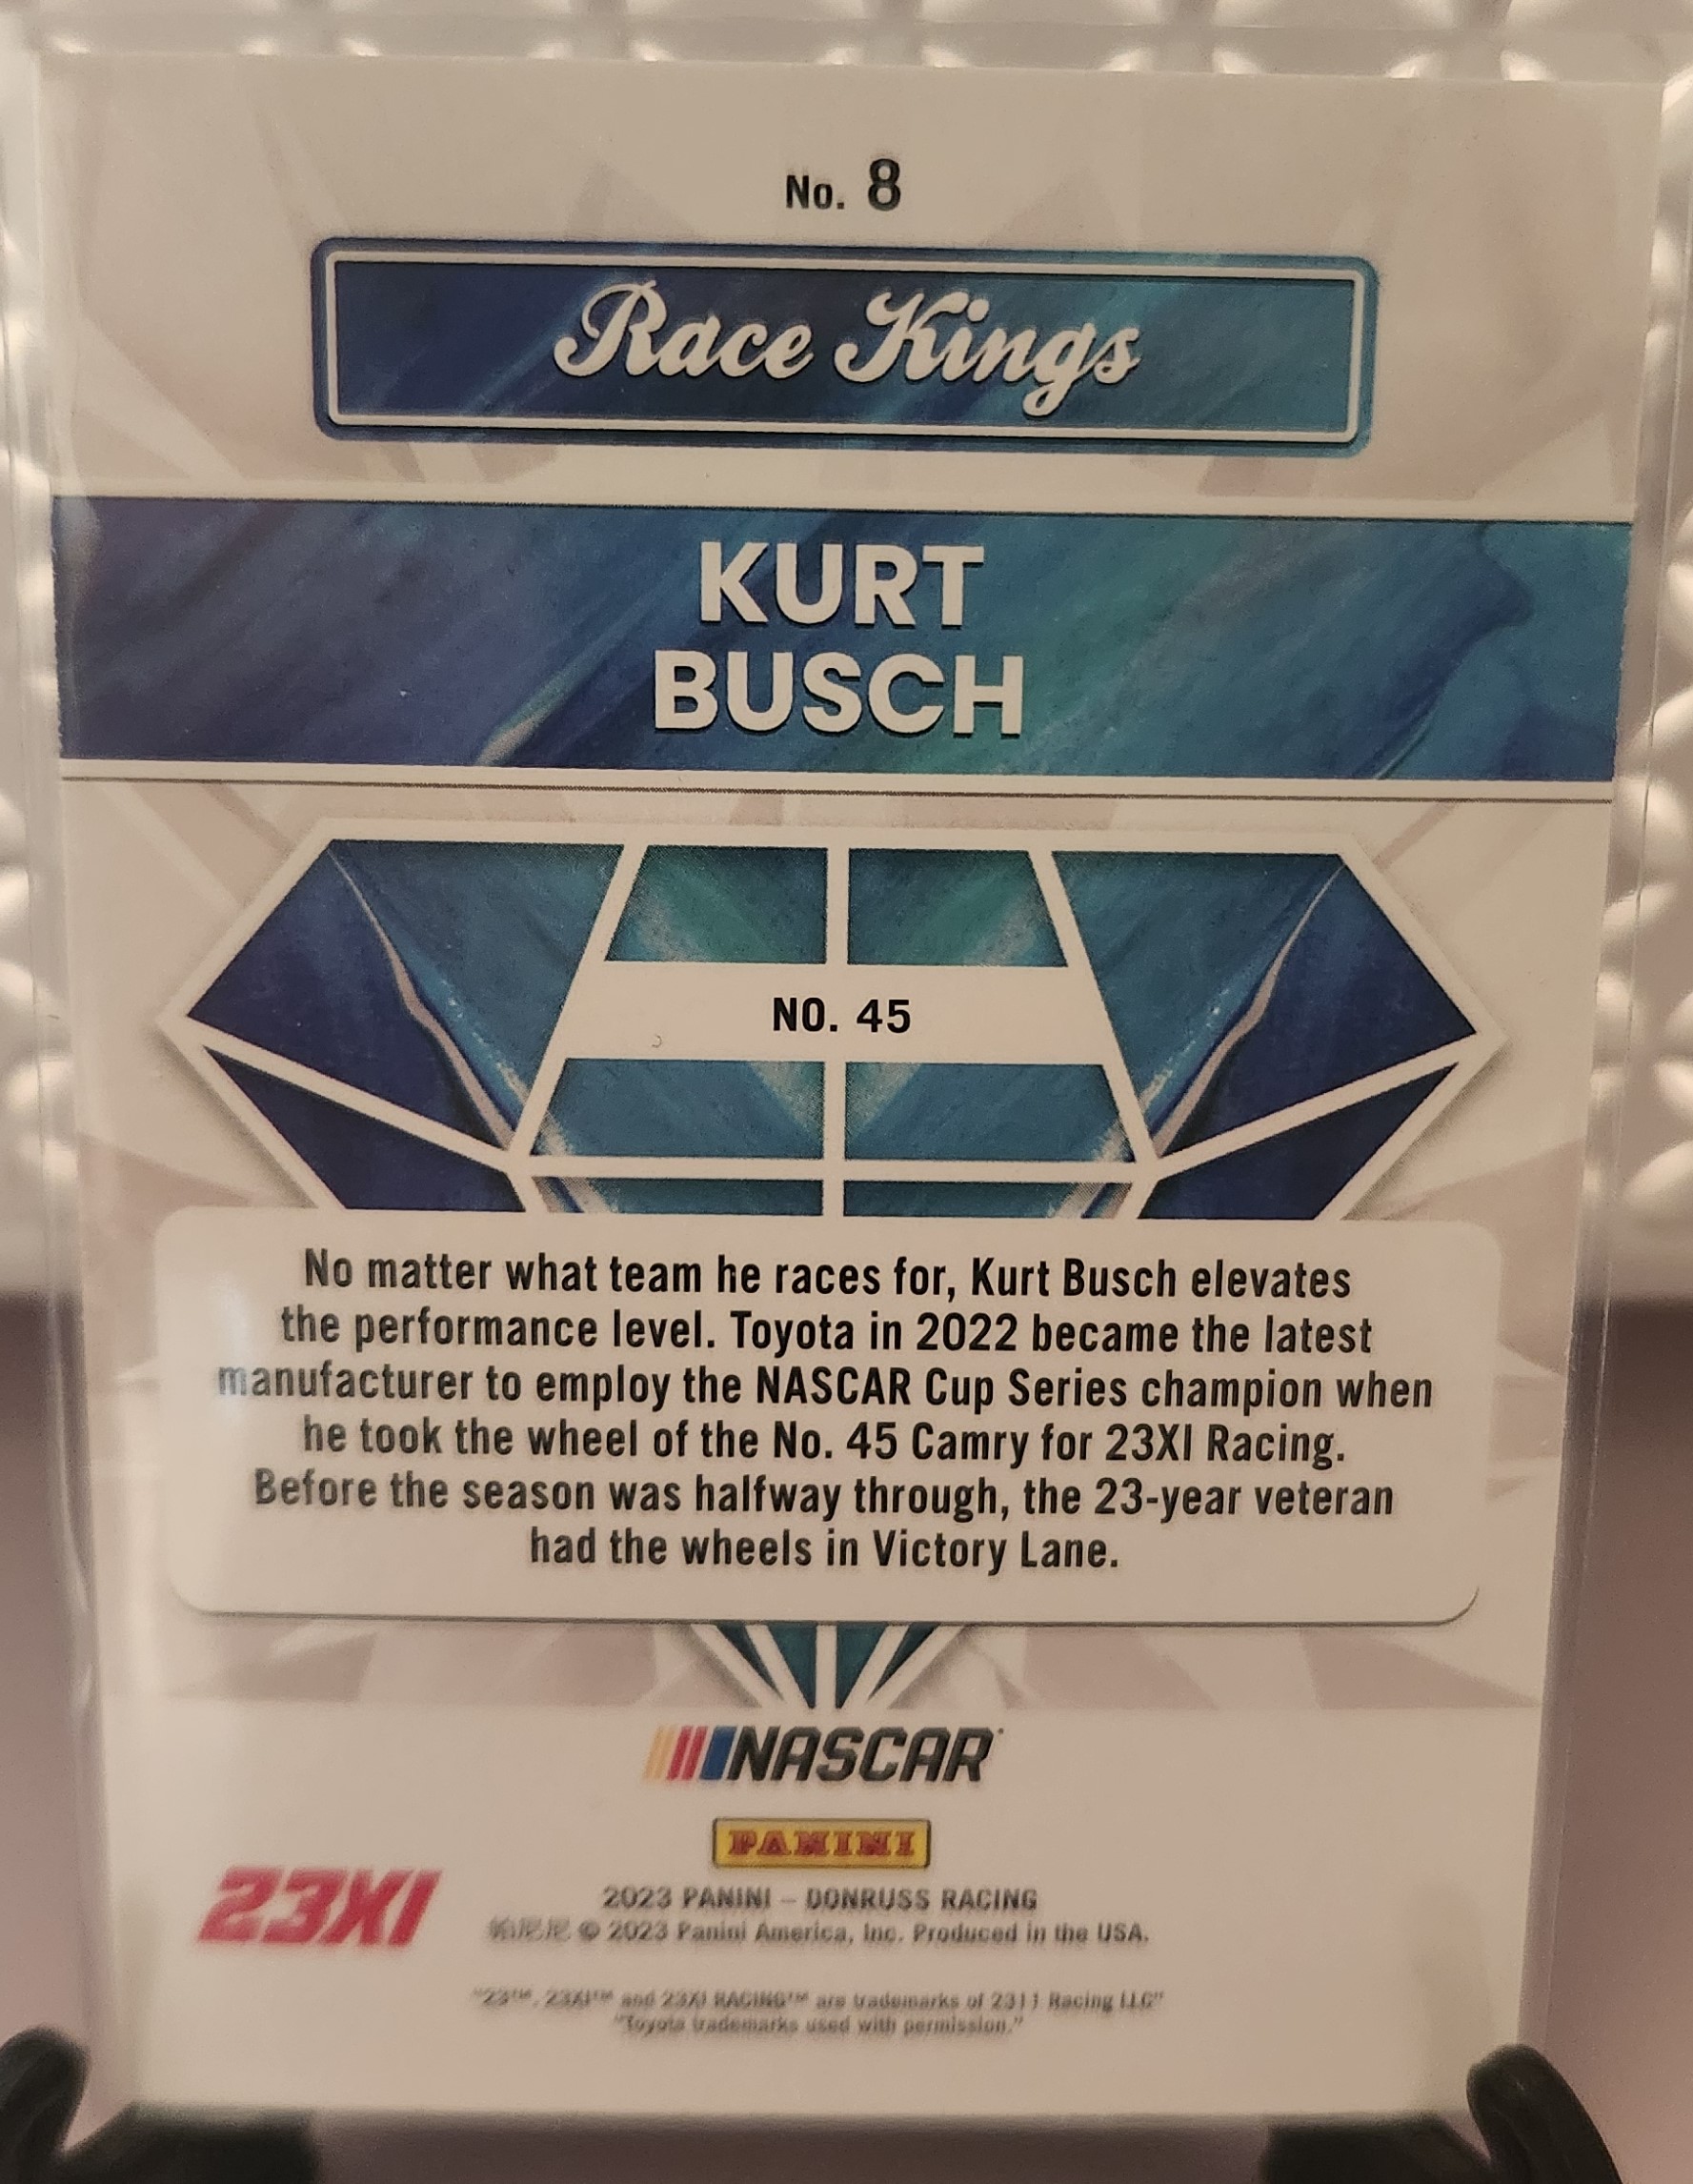 No. 8
Race Kings
KURT
BUSCH
NO. 45
No matter what team he races for, Kurt Busch elevates
the performance level. Toyota in 2022 became the latest
manufacturer to employ the NASCAR Cup Series champion when
he took the wheel of the No. 45 Camry for 23XI Racing.
Before the season was halfway through, the 23-year veteran
had the wheels in Victory Lane.
NASCAR
PANINI
23XI
2023 PANINI – DONRUSS RACING
帕尼尼 © 2023 Panini America, Inc. Produced in the USA.
"23™, 23XI™ and 23XI RACING™ are trademarks of 2311 Racing LLC"
"Toyota trademarks used with permission."